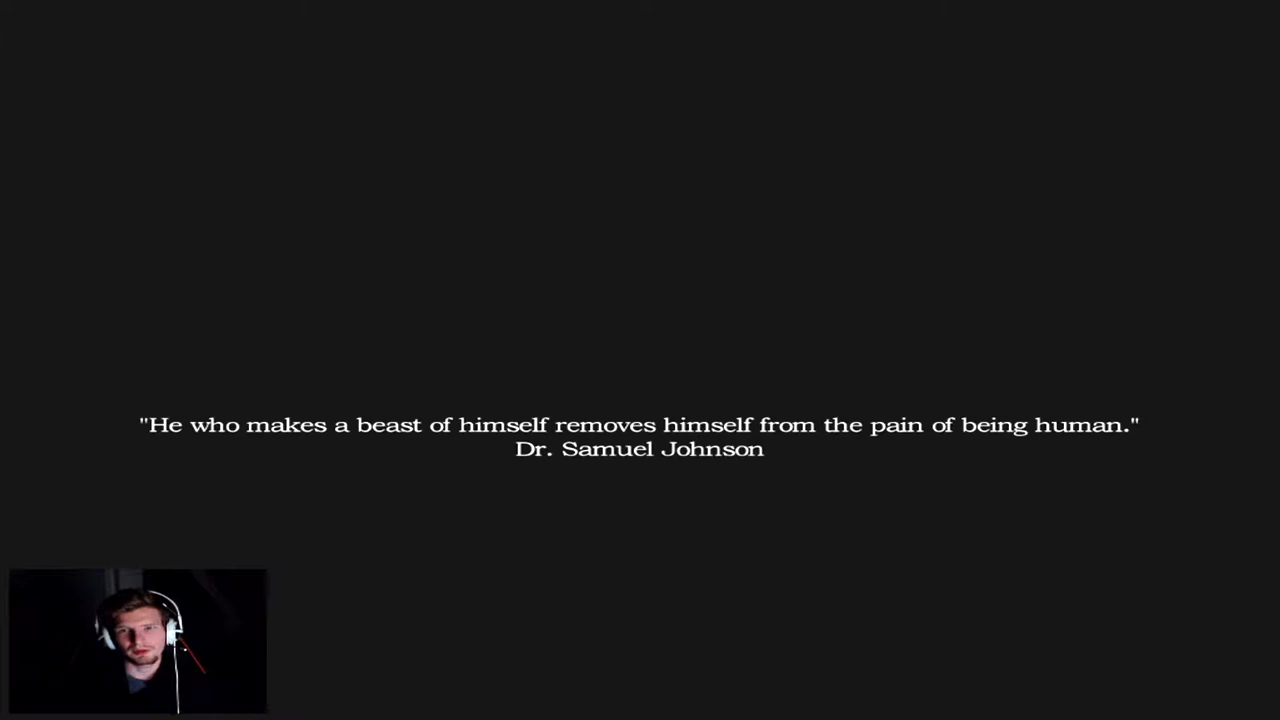 "He who makes a beast of himself removes himself from the pain of being human."
Dr. Samuel Johnson